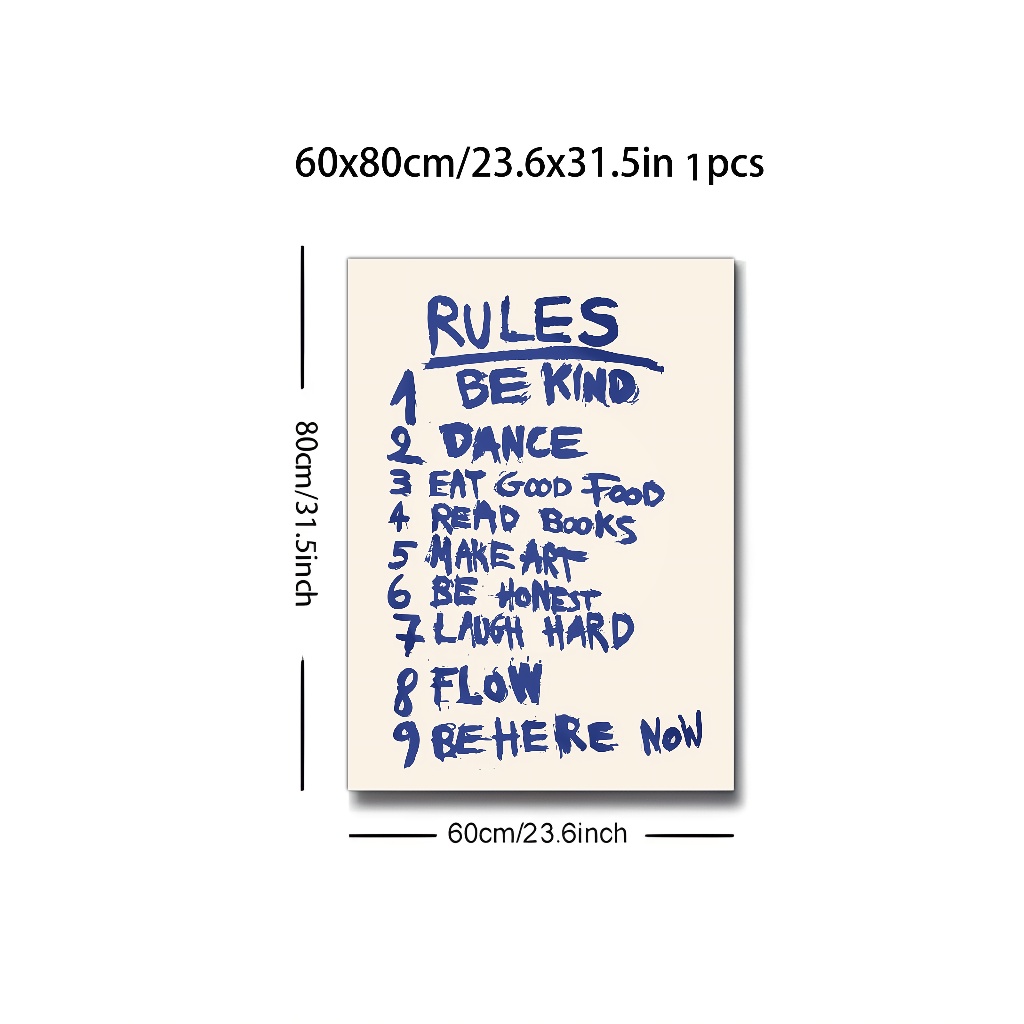 60x80cm/23.6x31.5in 1pcs
RULES
1 BE KIND
2 DANCE
3 EAT GOOD FOOD
4 READ BOOKS
5 MAKE ART
6 BE HONEST
7 LAUGH HARD
8 FLOW
9 BE HERE NOW
80cm/31.5inch
60cm/23.6inch